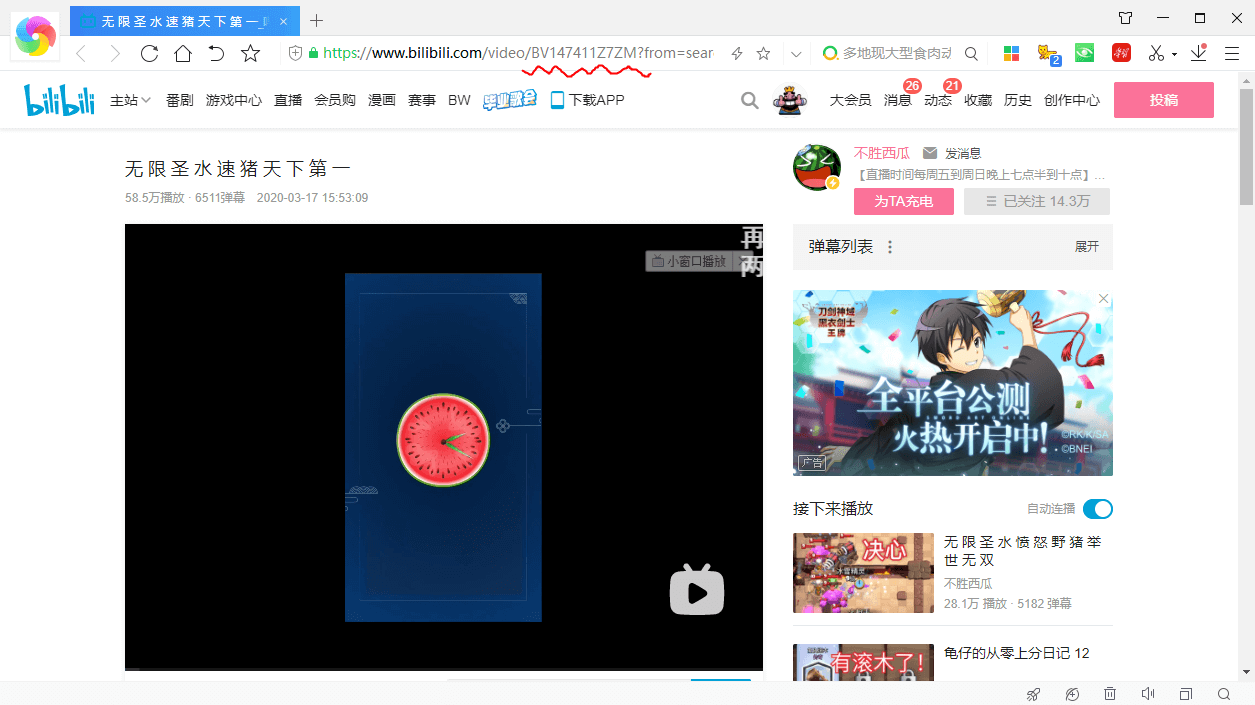 无 限 圣 水 速 猪 天 下 第 一 _
https://www.bilibili.com/video/BV147411Z7ZM?from=sear
多地现大型食肉动
2
bilibili
主站
番剧
游戏中心
直播
会员购
漫画
赛事
BW
毕业歌会
下载APP
大会员
消息
26
动态
21
收藏
历史
创作中心
投稿
无 限 圣 水 速 猪 天 下 第 一
58.5万播放 · 6511弹幕 2020-03-17 15:53:09
不胜西瓜
发消息
【直播时间每周五到周日晚上七点半到十点】...
为TA充电
已关注 14.3万
再
两
小窗口播放
弹幕列表
展开
刀剑神域
黑衣剑士
王牌
全平台公测
SWORD ART ONLINE
火热开启中!
©RK/K/SA
©BNEI
广告
接下来播放
自动连播
决心
冰雪精灵
无 限 圣 水 愤 怒 野 猪 举
世 无 双
不胜西瓜
28.1万 播放 · 5182 弹幕
有滚木了!
龟仔的从零上分日记 12